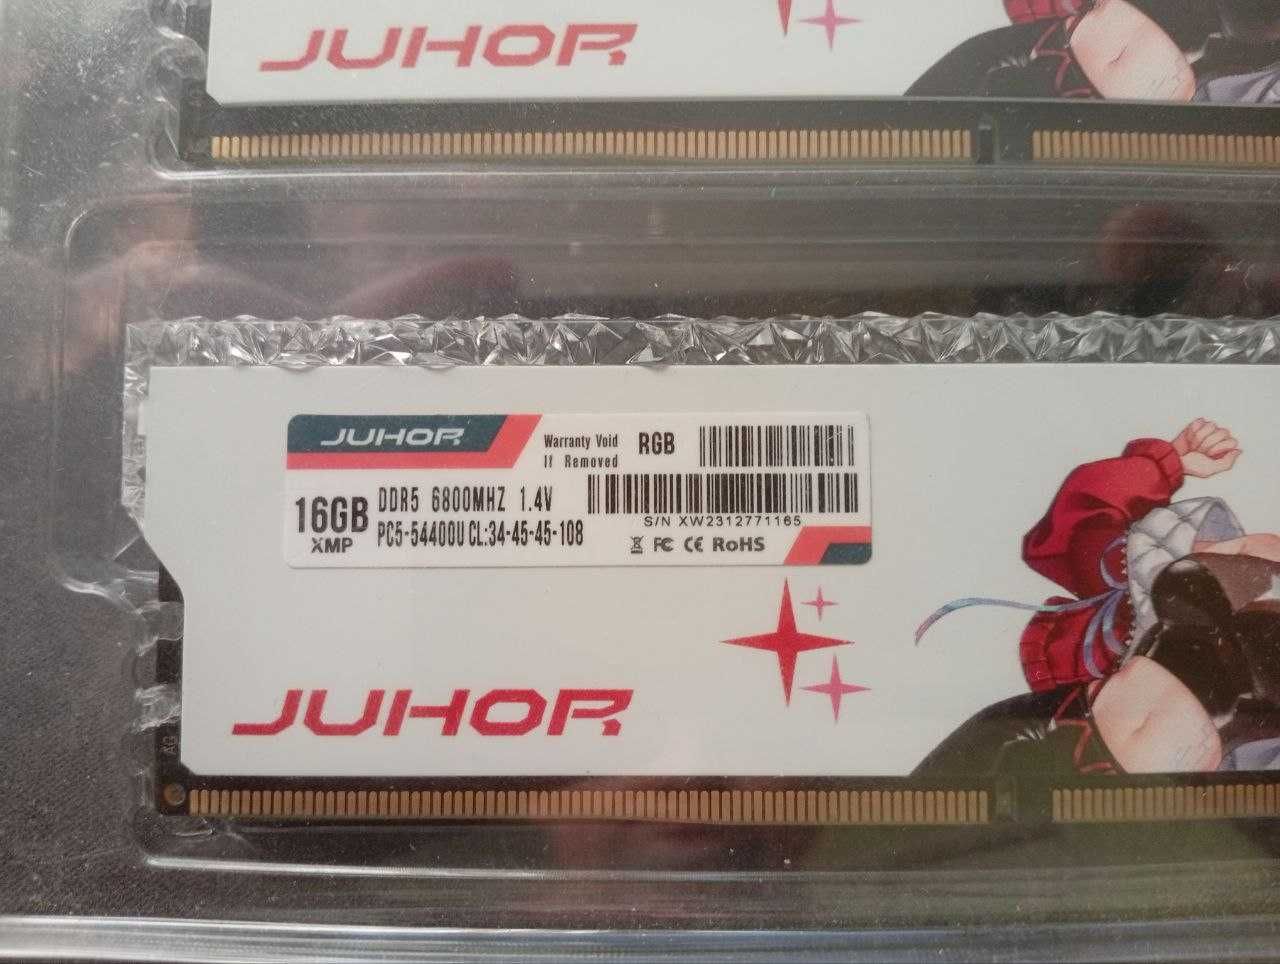 JUHOR
JUHOR
Warranty Void
If Removed
RGB
16GB
XMP
DDR5 6800MHZ 1.4V
PC5-54400U CL:34-45-45-108
S/N XW2312771165
FC CE RoHS
JUHOR